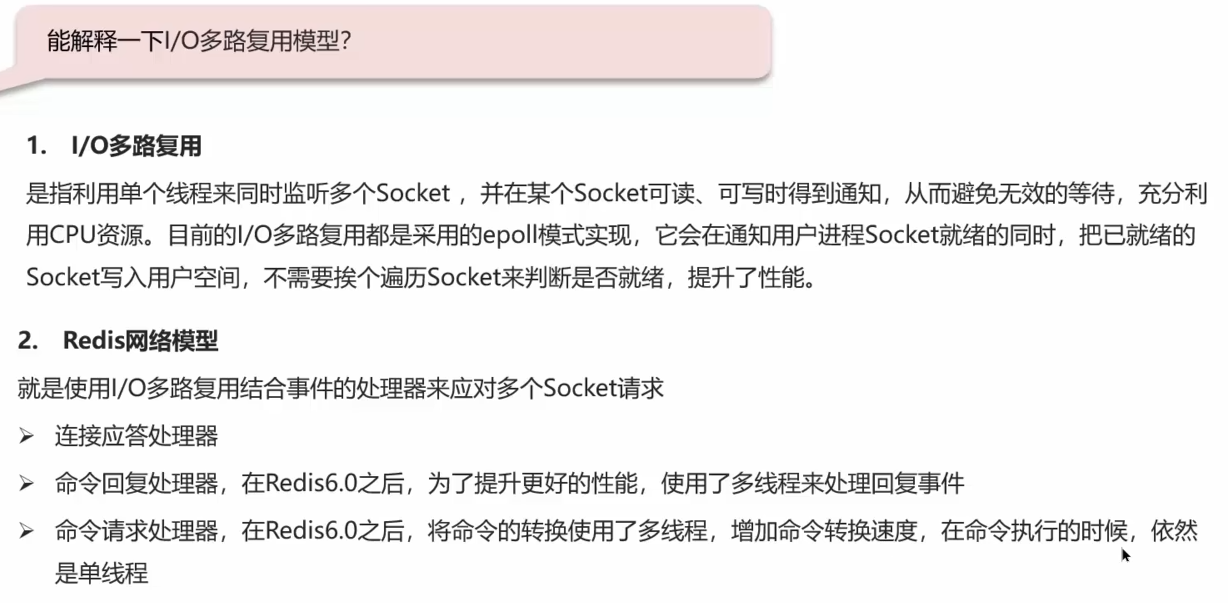 能解释一下I/O多路复用模型？
1. I/O多路复用
是指利用单个线程来同时监听多个Socket ，并在某个Socket可读、可写时得到通知，从而避免无效的等待，充分利
用CPU资源。目前的I/O多路复用都是采用的epoll模式实现，它会在通知用户进程Socket就绪的同时，把已就绪的
Socket写入用户空间，不需要挨个遍历Socket来判断是否就绪，提升了性能。
2. Redis网络模型
就是使用I/O多路复用结合事件的处理器来应对多个Socket请求
➢ 连接应答处理器
➢ 命令回复处理器，在Redis6.0之后，为了提升更好的性能，使用了多线程来处理回复事件
➢ 命令请求处理器，在Redis6.0之后，将命令的转换使用了多线程，增加命令转换速度，在命令执行的时候，依然
是单线程